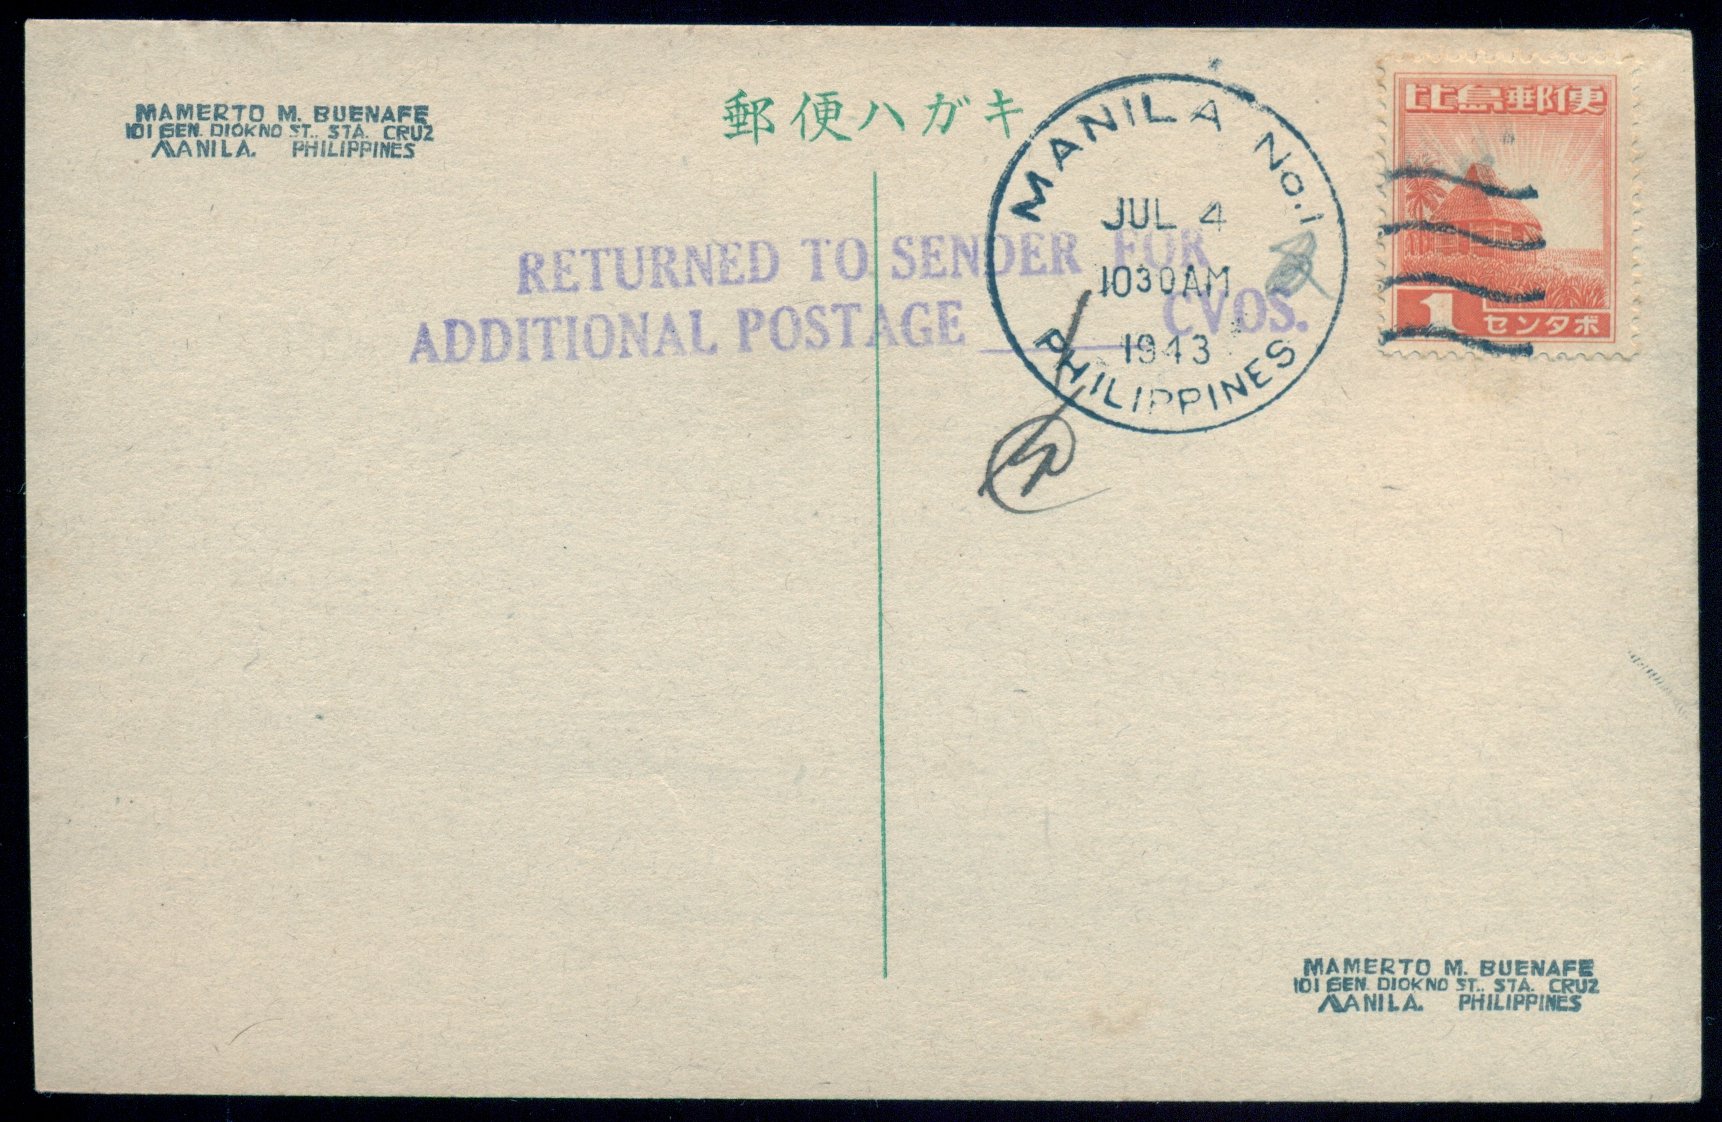 MAMERTO M. BUENAFE
101 GEN. DIOKNO ST., STA. CRUZ
MANILA. PHILIPPINES
郵便ハガキ
比島郵便
1センタボ
MANILA No. 1
JUL 4
1030AM
1943
PHILIPPINES
RETURNED TO SENDER FOR
ADDITIONAL POSTAGE ____ CVOS.
MAMERTO M. BUENAFE
101 GEN. DIOKNO ST., STA. CRUZ
MANILA. PHILIPPINES